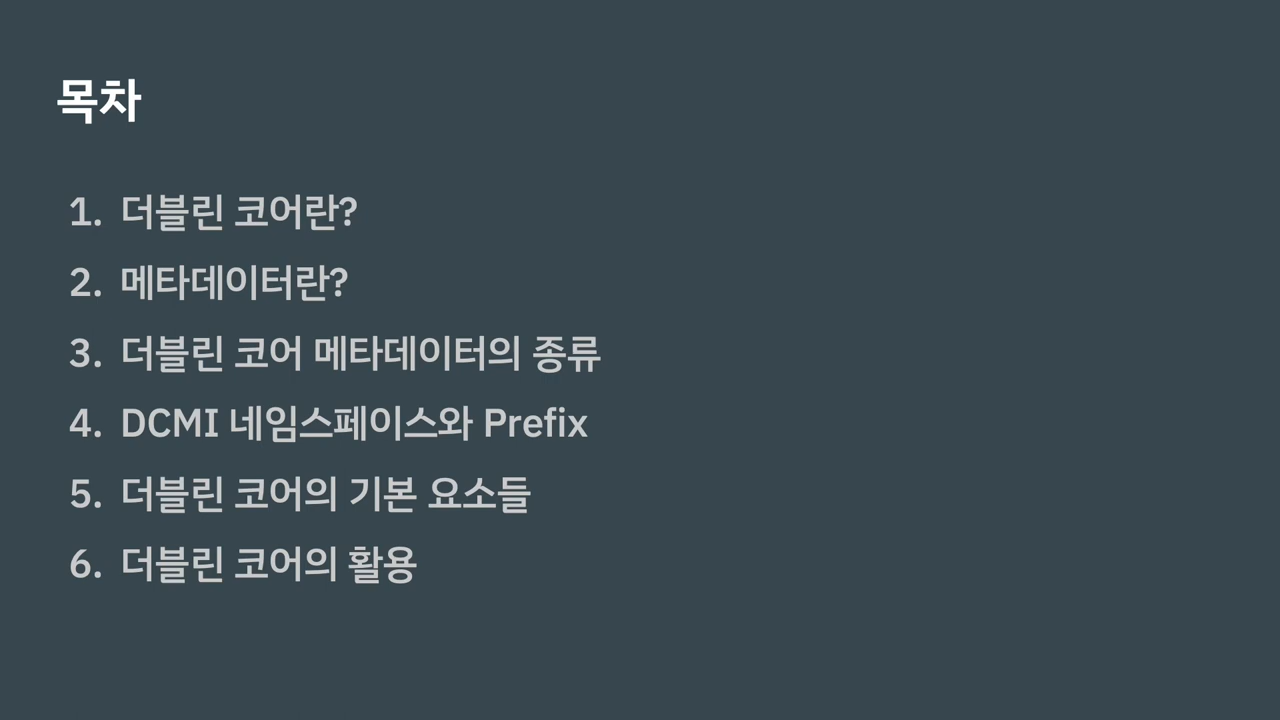 목차
1. 더블린 코어란?
2. 메타데이터란?
3. 더블린 코어 메타데이터의 종류
4. DCMI 네임스페이스와 Prefix
5. 더블린 코어의 기본 요소들
6. 더블린 코어의 활용